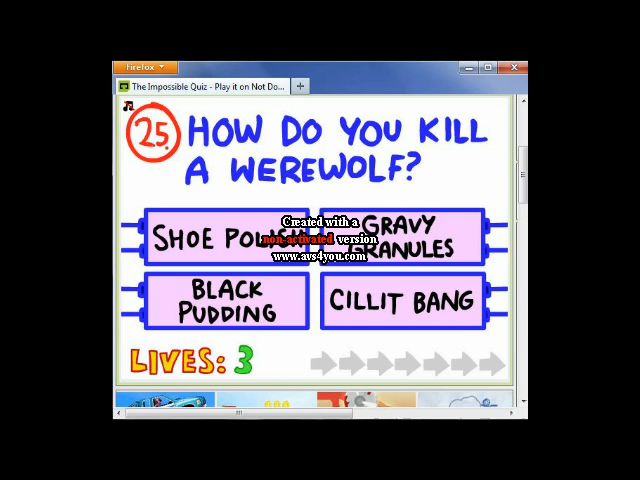 Firefox
The Impossible Quiz - Play it on Not Do...
25.
HOW DO YOU KILL
A WEREWOLF?
SHOE POLISH
GRAVY
GRANULES
Created with a
non-activated version
www.avs4you.com
BLACK
PUDDING
CILLIT BANG
LIVES: 3